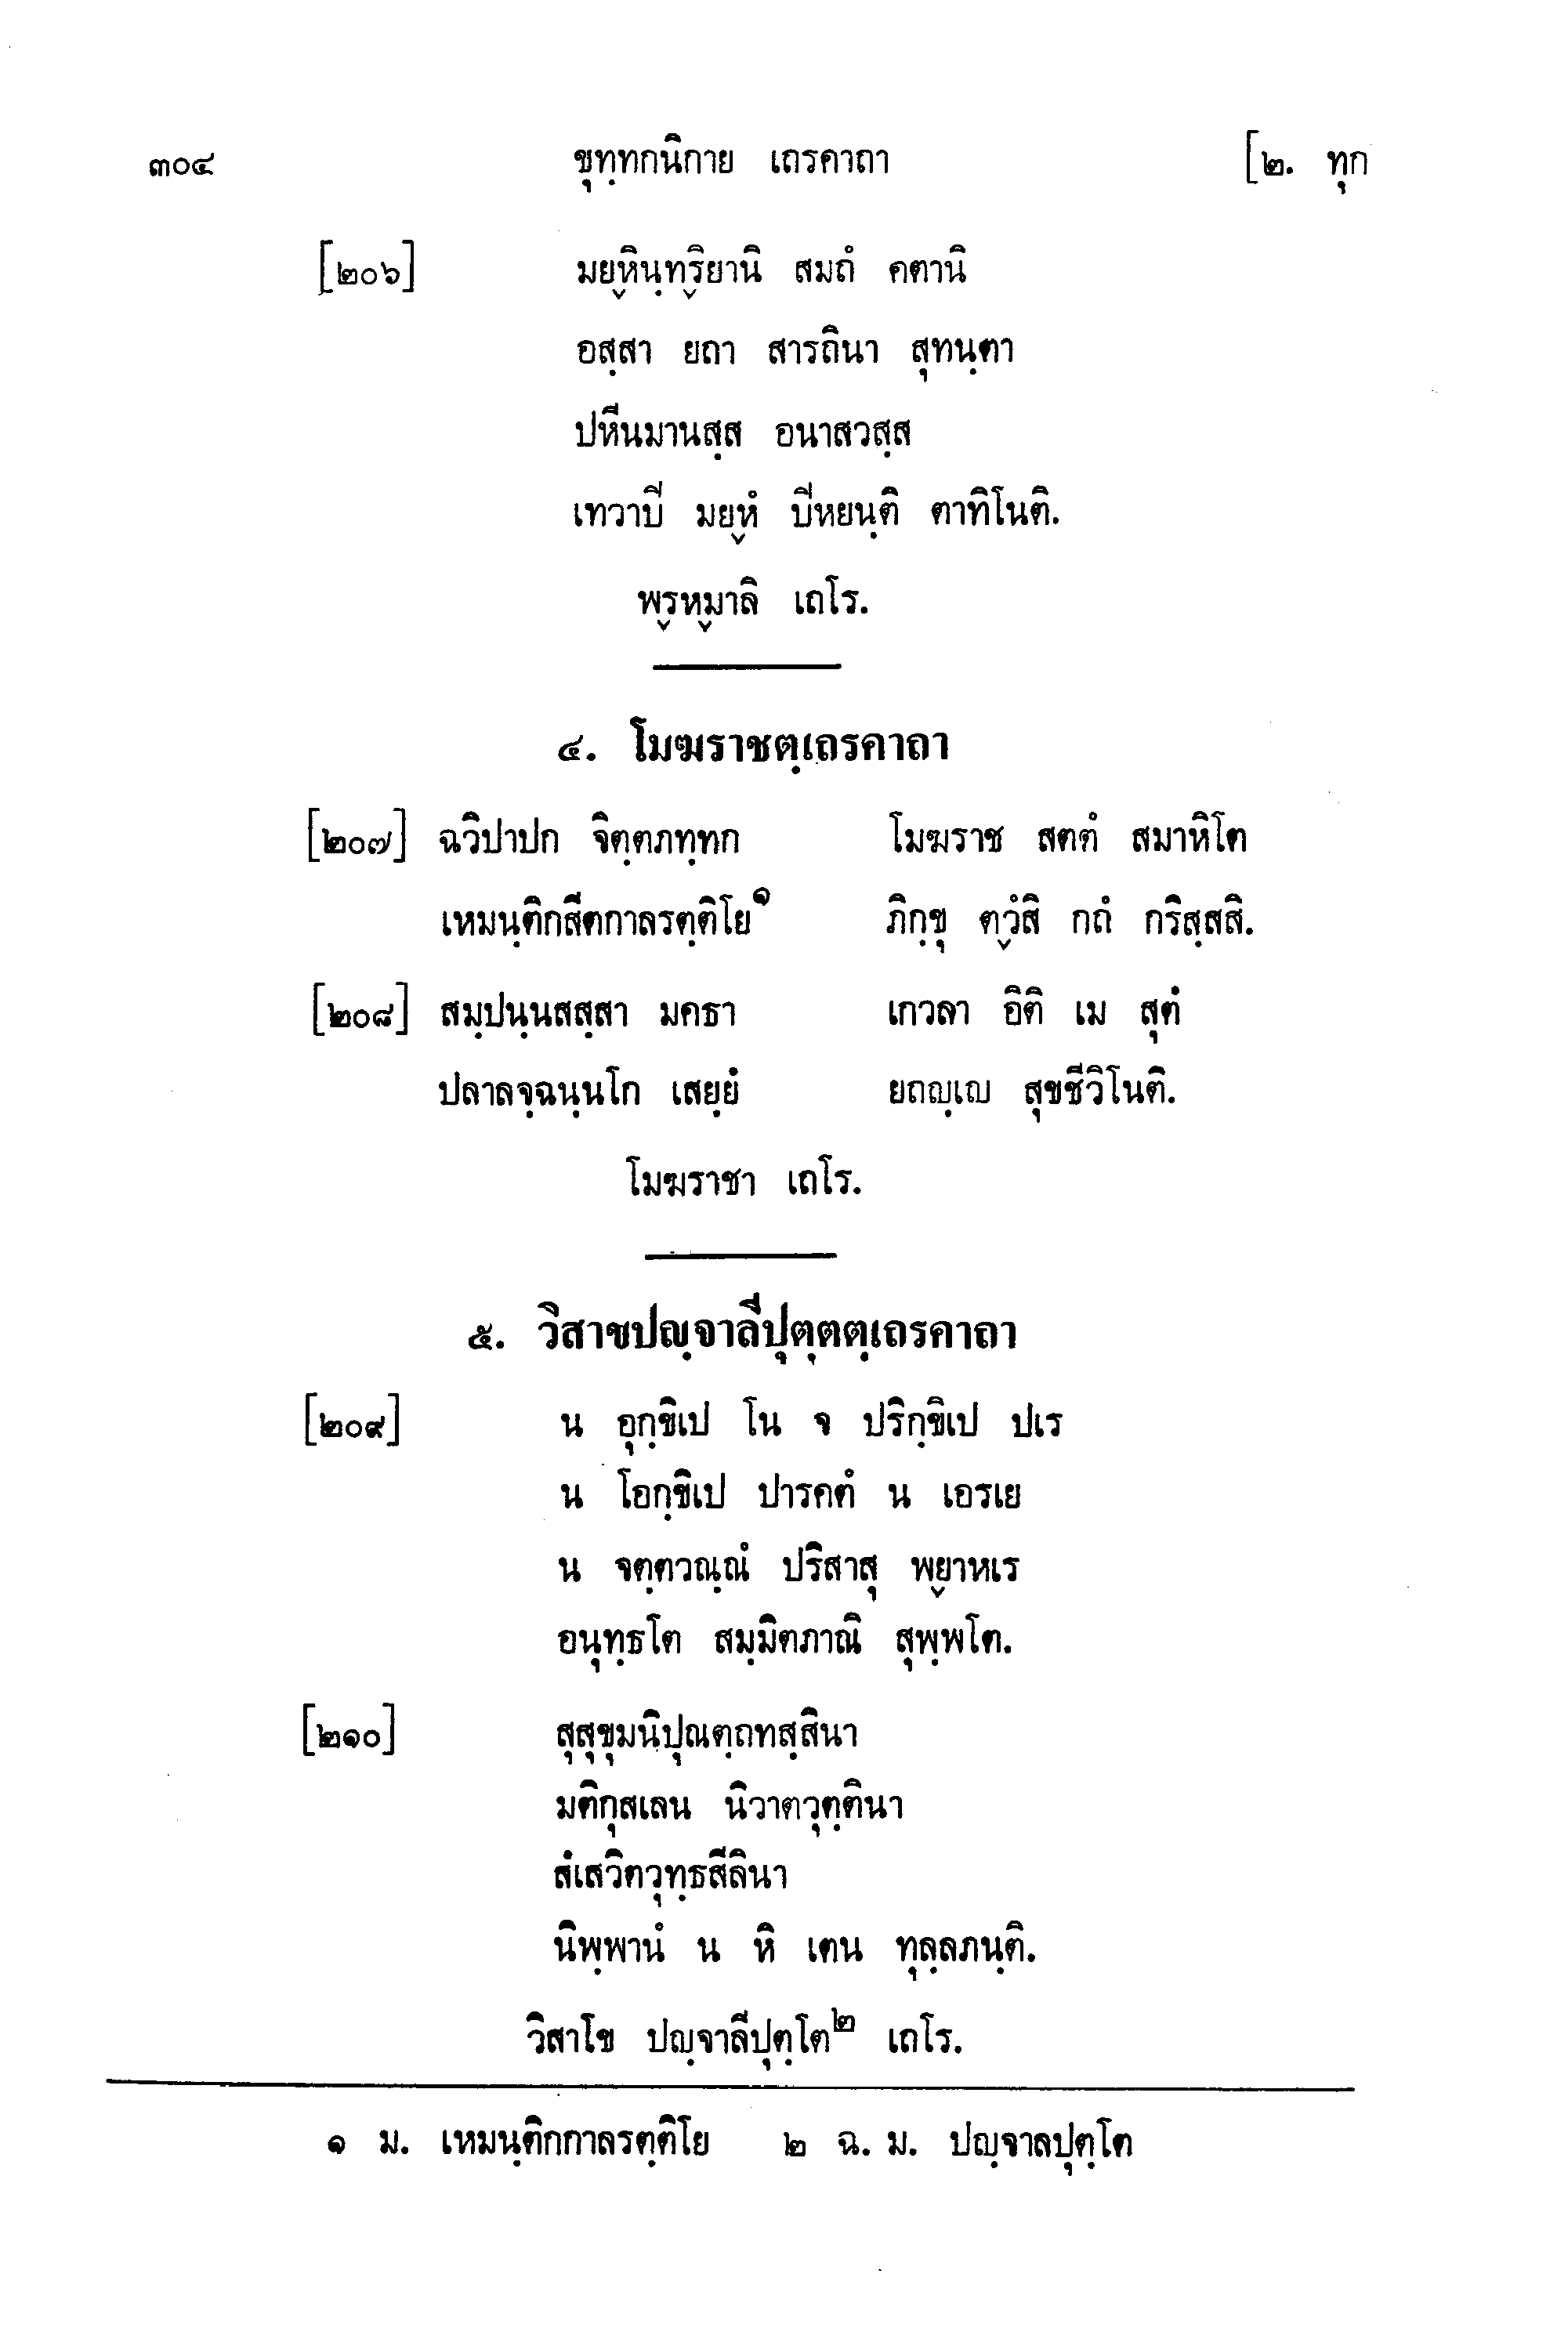 ๓๐๔ ขุทฺทกนิกาย เถรคาถา [๒. ทุก
[๒๐๖] มยฺหินฺทฺริยานิ สมถํ คตานิ
อสฺสา ยถา สารถินา สุทนฺตา
ปหีนมานสฺส อนาสวสฺส
เทวาปี มยฺหํ ปีหยนฺติ ตาทิโนติ.
พฺรหฺมาลิ เถโร.
๔. โมฆราชตฺเถรคาถา
[๒๐๗] ฉวิปาปก จิตฺตภทฺทก โมฆราช สตตํ สมาหิโต
เหมนฺติกสีตกาลรตฺติโย๑ ภิกฺขุ ตฺวํสิ กถํ กริสฺสสิ.
[๒๐๘] สมฺปนฺนสสฺสา มคธา เกวลา อิติ เม สุตํ
ปลาลจฺฉนฺนโก เสยฺยํ ยถญฺเญ สุขชีวิโนติ.
โมฆราชา เถโร.
๕. วิสาขปญฺจาลีปุตฺตตฺเถรคาถา
[๒๐๙] น อุกฺขิเป โน จ ปริกฺขิเป ปเร
น โอกฺขิเป ปารคตํ น เอรเย
น จตฺตวณฺณํ ปริสาสุ พฺยาหเร
อนุทฺธโต สมฺมิตภาณิ สุพฺพโต.
[๒๑๐] สุสุขุมนิปุณตฺถทสฺสินา
มติกุสเลน นิวาตวุตฺตินา
สํเสวิตวุทฺธสีลินา
นิพฺพานํ น หิ เตน ทุลฺลภนฺติ.
วิสาโข ปญฺจาลีปุตฺโต๒ เถโร.
๑ ม. เหมนฺติกกาลรตฺติโย ๒ ฉ. ม. ปญฺจาลปุตฺโต